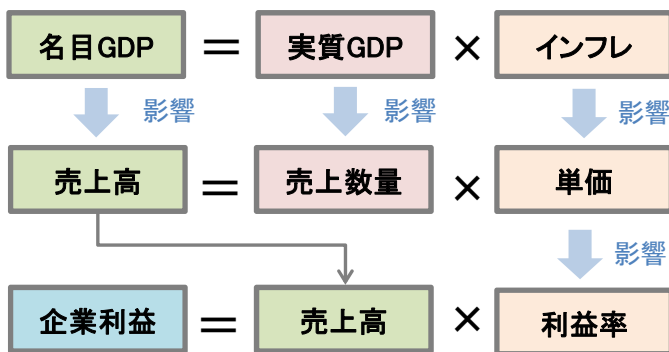 名目GDP = 実質GDP × インフレ
影響 影響 影響
売上高 = 売上数量 × 単価
影響
企業利益 = 売上高 × 利益率